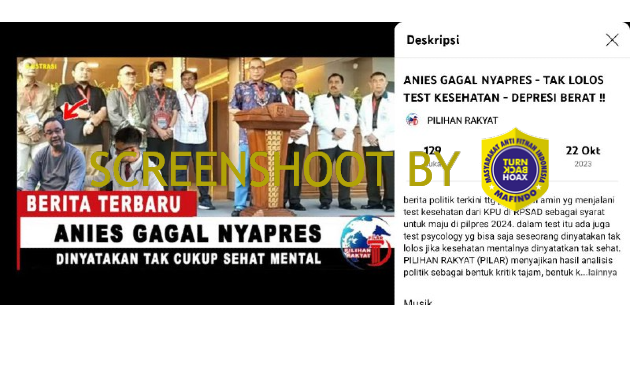 ILUSTRASI
BERITA TERBARU
ANIES GAGAL NYAPRES
DINYATAKAN TAK CUKUP SEHAT MENTAL
PILIHAN
RAKYAT
SCREENSHOOT BY
MASYARAKAT ANTI FITNAH INDONESIA
TURN
BACK
HOAX
MAFINDO
Deskripsi
ANIES GAGAL NYAPRES - TAK LOLOS
TEST KESEHATAN - DEPRESI BERAT !!
PILIHAN RAKYAT
129
22 Okt
2023
berita politik terkini ttg amin yg menjalani
test kesehatan dari KPU di RPSAD sebagai syarat
untuk maju di pilpres 2024. dalam test itu ada juga
test psycology yg bisa saja seseorang dinyatakan tak
lolos jika kesehatan mentalnya dinyatatkan tak sehat.
PILIHAN RAKYAT (PILAR) menyajikan hasil analisis
politik sebagai bentuk kritik tajam, bentuk k...lainnya
Musik